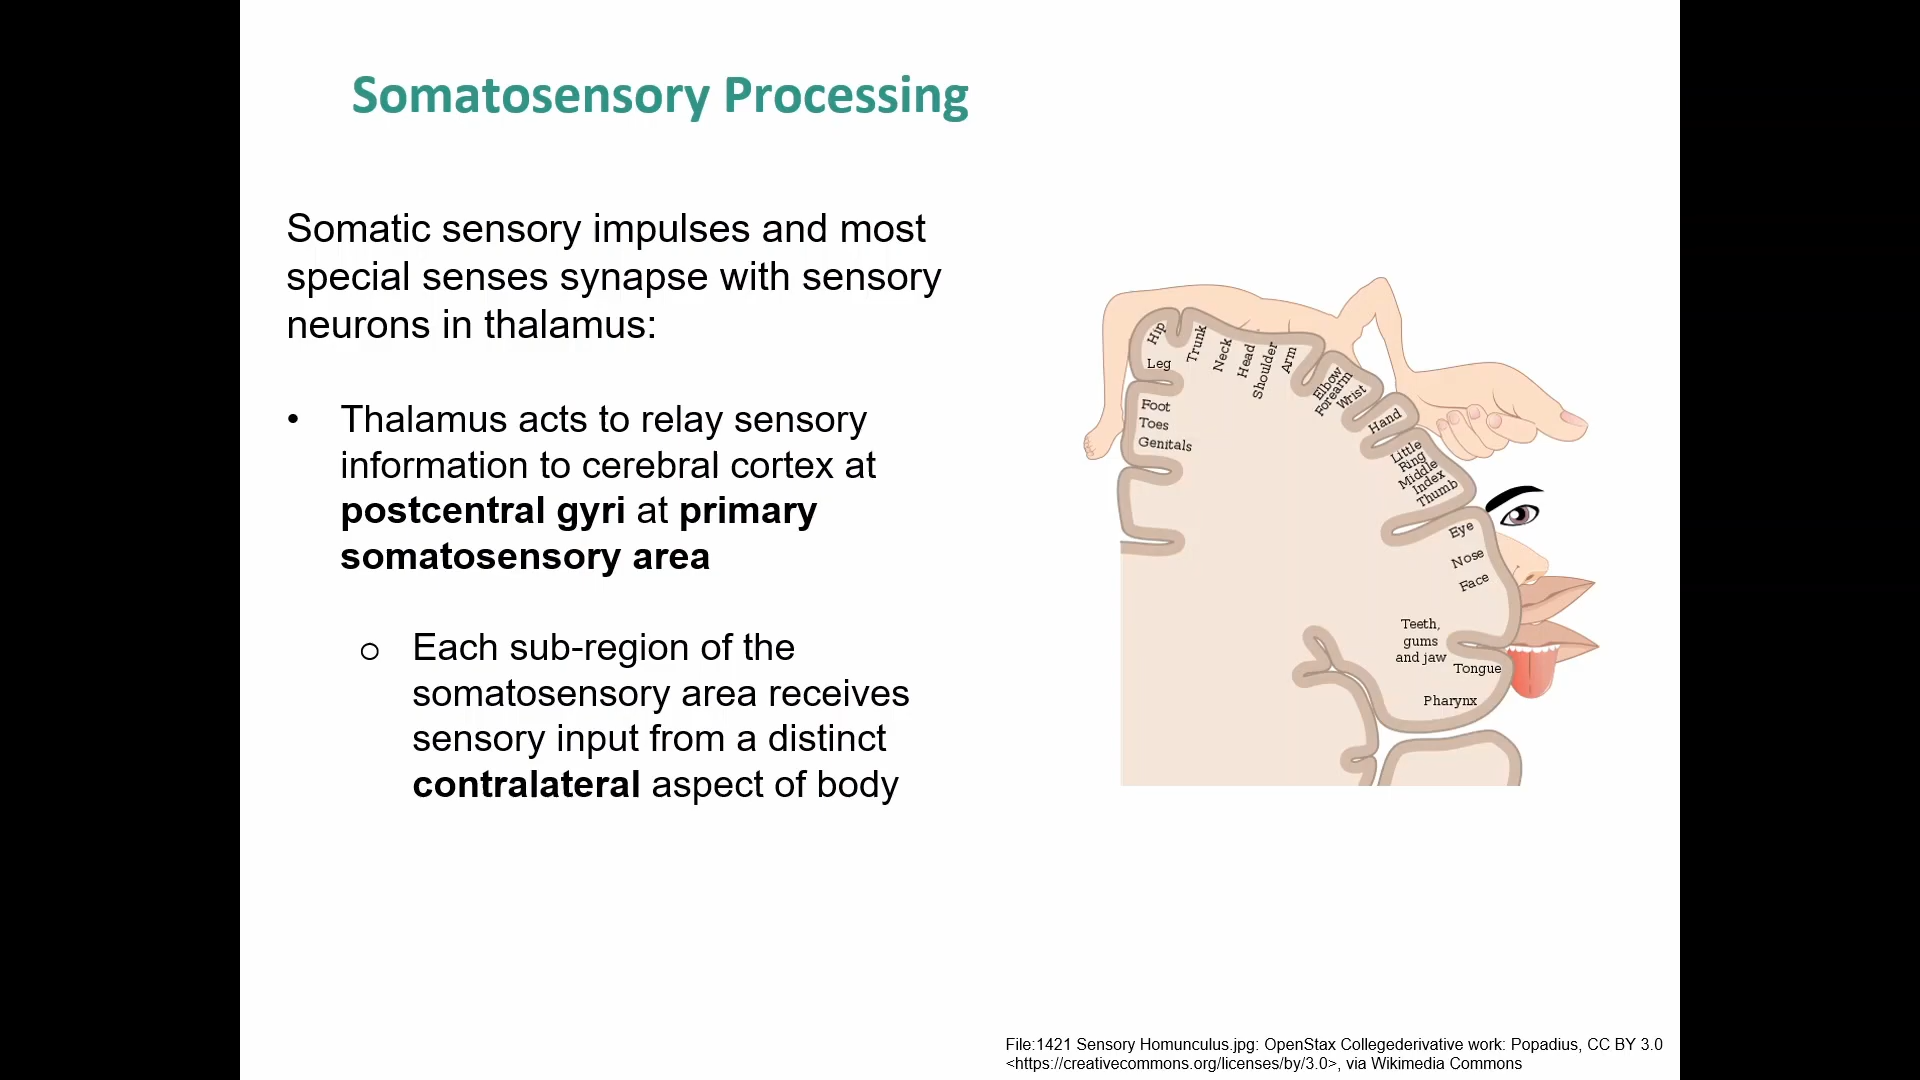 Somatosensory Processing
Somatic sensory impulses and most
special senses synapse with sensory
neurons in thalamus:
• Thalamus acts to relay sensory
information to cerebral cortex at
postcentral gyri at primary
somatosensory area
o Each sub-region of the
somatosensory area receives
sensory input from a distinct
contralateral aspect of body
Hip
Leg
Trunk
Neck
Head
Shoulder
Arm
Elbow
Forearm
Wrist
Hand
Little
Ring
Middle
Index
Thumb
Foot
Toes
Genitals
Eye
Nose
Face
Teeth,
gums
and jaw
Tongue
Pharynx
File:1421 Sensory Homunculus.jpg: OpenStax Collegederivative work: Popadius, CC BY 3.0
<https://creativecommons.org/licenses/by/3.0>, via Wikimedia Commons